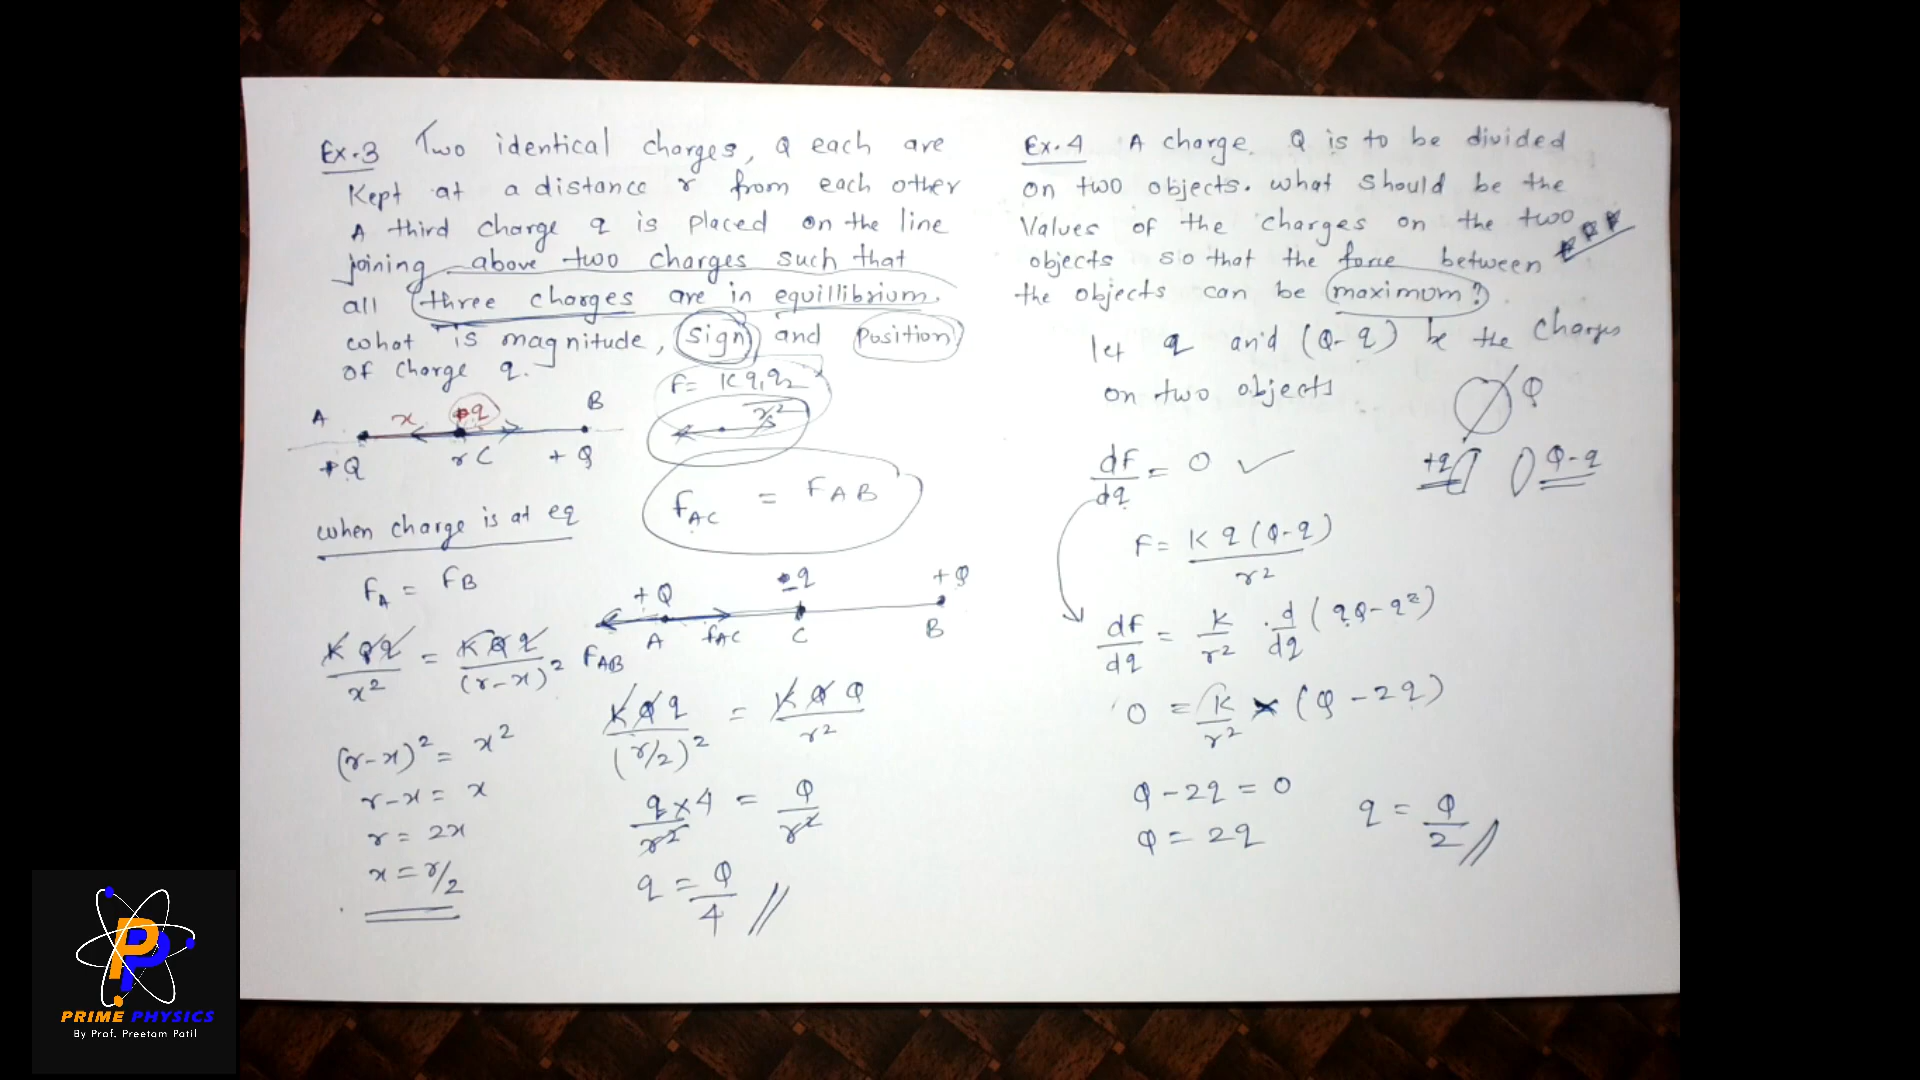 Ex.3 Two identical charges, Q each are
Kept at a distance r from each other
A third charge q is placed on the line
joining above two charges such that
all three charges are in equillibrium.
what is magnitude, sign and position
of charge q.
F = K q1 q2
r2
A x q B
+Q r C + Q
FAC = FAB
when charge is at eq
FA = FB
K Q q / x2 = K Q q / (r-x)2
(r-x)2 = x2
r-x = x
r = 2x
x = r/2
+Q -q +Q
A FAC C B
FAB
K Q q / (r/2)2 = K Q Q / r2
q x 4 / r2 = Q / r2
q = Q / 4
Ex.4 A charge Q is to be divided
on two objects. what should be the
Values of the charges on the two
objects so that the force between
the objects can be maximum?
let q and (Q-q) be the charges
on two objects
Q
+q Q-q
dF / dq = 0
F = K q (Q-q) / r2
dF / dq = K / r2 . d / dq (qQ - q2)
0 = K / r2 x (Q - 2q)
Q - 2q = 0
Q = 2q
q = Q / 2
PP
PRIME PHYSICS
By Prof. Preetam Patil